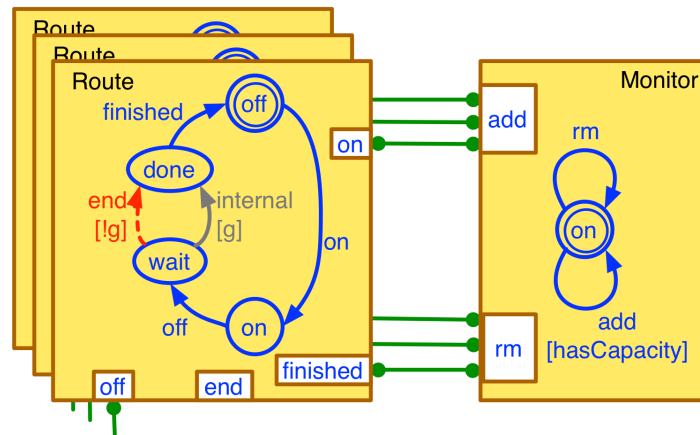 Route
Route
Route
Monitor
finished
off
add
on
rm
done
end
[!g]
internal
[g]
on
on
wait
off
on
add
[hasCapacity]
rm
finished
off
end